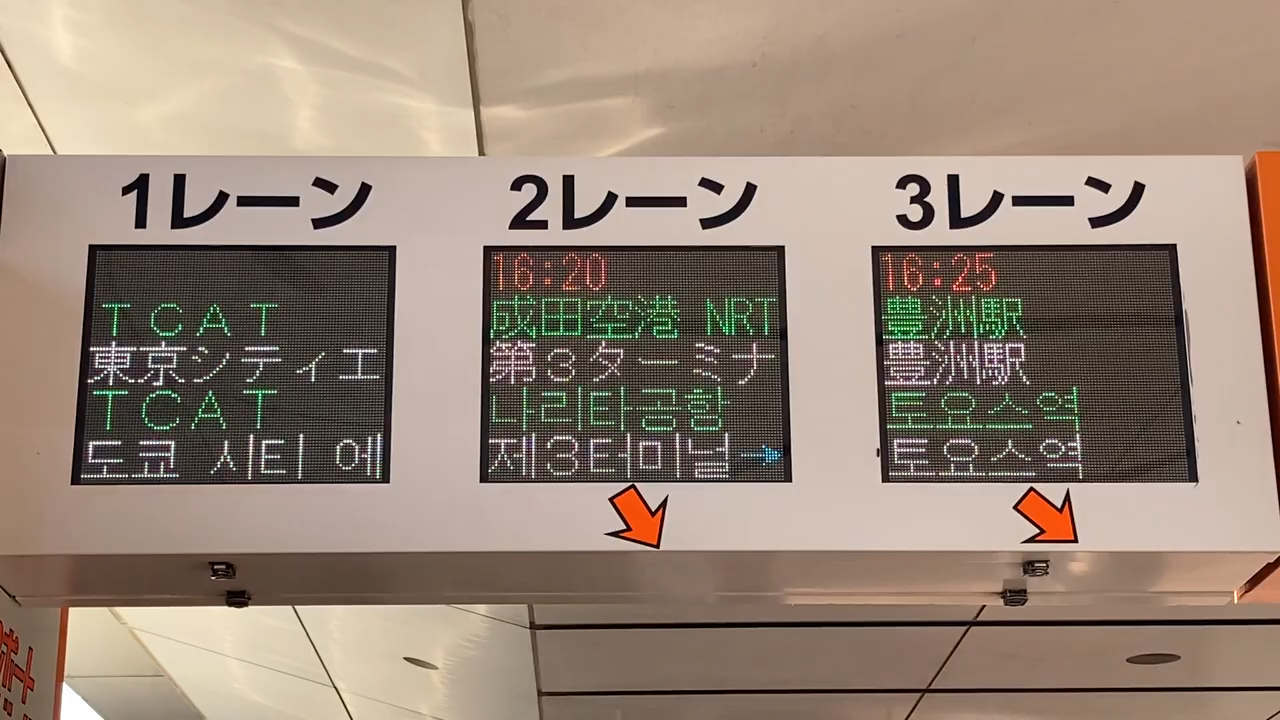 1レーン
TCAT
東京シティエ
TCAT
도쿄 시티 에
2レーン
16:20
成田空港 NRT
第3ターミナ
나리타공항
제3터미널→
3レーン
16:25
豊洲駅
豊洲駅
토요스역
토요스역